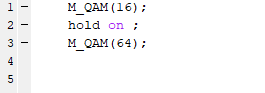 1 - M_QAM(16);
2 - hold on ;
3 - M_QAM(64);
4
5